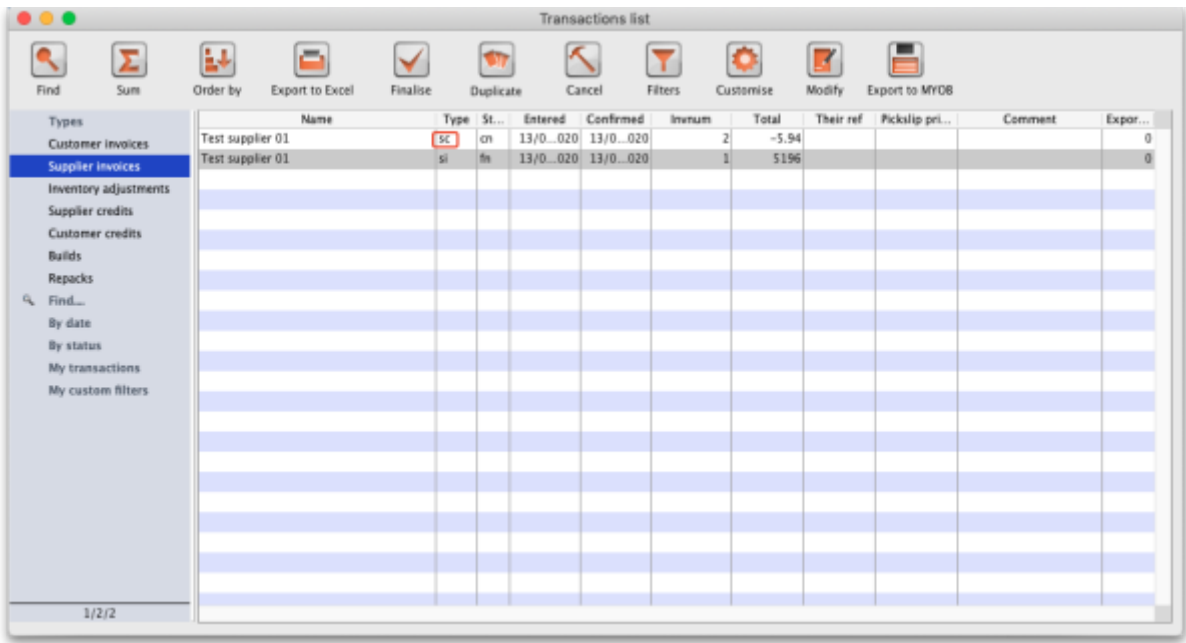 Transactions list
Find Sum Order by Export to Excel Finalise Duplicate Cancel Filters Customise Modify Export to MYOB
Types
Customer invoices
Supplier invoices
Inventory adjustments
Supplier credits
Customer credits
Builds
Repacks
Find...
By date
By status
My transactions
My custom filters
1/2/2
Name Type St... Entered Confirmed Invnum Total Their ref Pickslip pri... Comment Expor...
Test supplier 01 sc cn 13/0...020 13/0...020 2 -5.94 0
Test supplier 01 si fn 13/0...020 13/0...020 1 5196 0